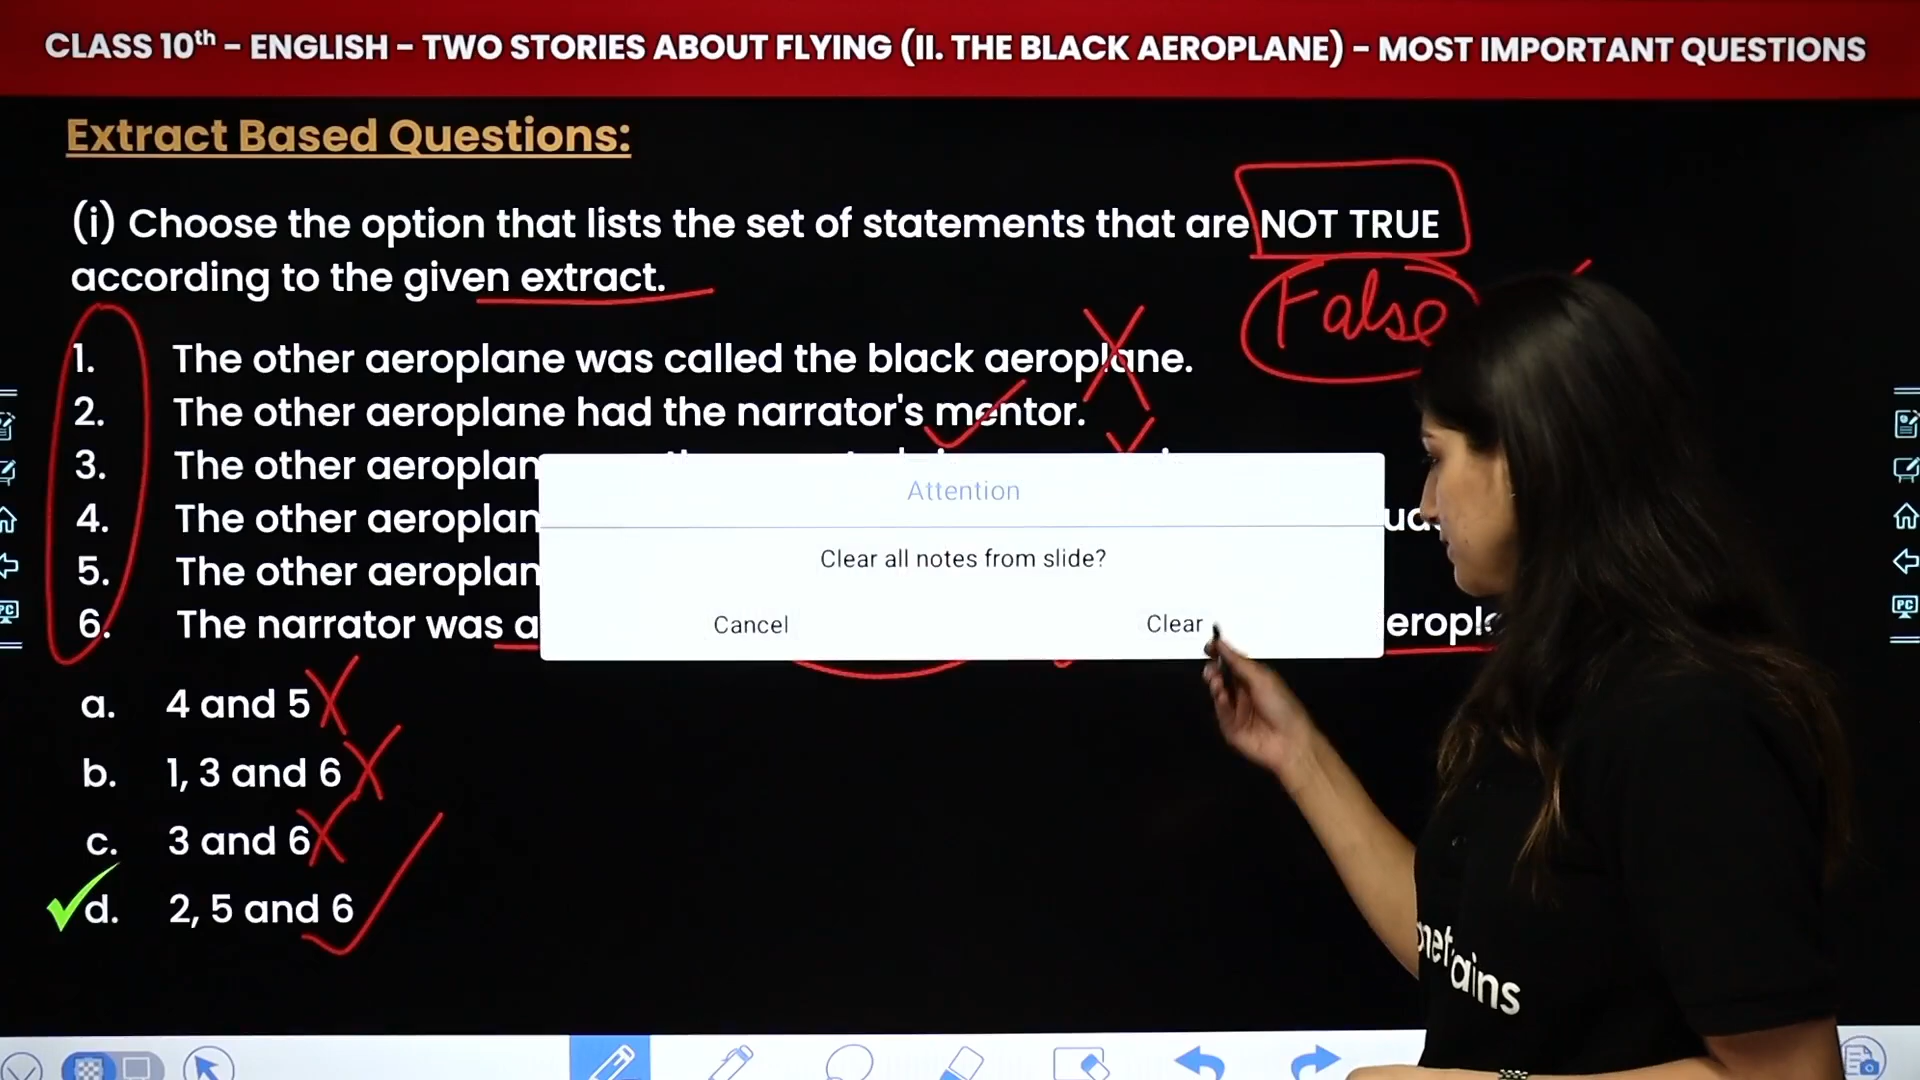 CLASS 10th – ENGLISH – TWO STORIES ABOUT FLYING (II. THE BLACK AEROPLANE) – MOST IMPORTANT QUESTIONS
Extract Based Questions:
(i) Choose the option that lists the set of statements that are NOT TRUE
according to the given extract.
False
1. The other aeroplane was called the black aeroplane.
2. The other aeroplane had the narrator's mentor.
3. The other aeroplan
4. The other aeroplan
5. The other aeroplan
6. The narrator was a
Attention
Clear all notes from slide?
Cancel Clear
a. 4 and 5
b. 1, 3 and 6
c. 3 and 6
d. 2, 5 and 6
PC
PC